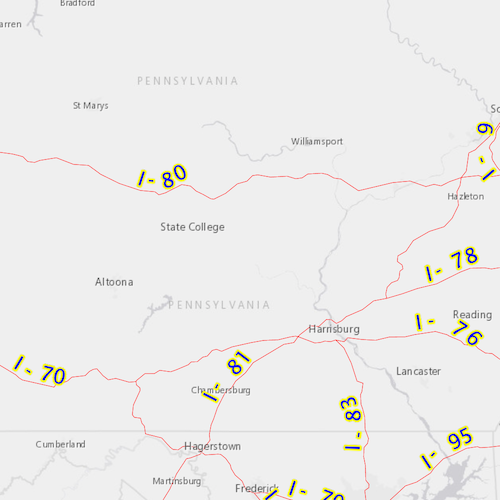 Bradford
arren
PENNSYLVANIA
St Marys
Sc
9
Williamsport
I- 80
I-
Hazleton
State College
I- 78
Altoona
PENNSYLVANIA
Reading
Harrisburg
I- 76
I- 81
I- 70
Lancaster
Chambersburg
I- 83
Cumberland
Hagerstown
I- 95
Martinsburg
Frederick
I- 70